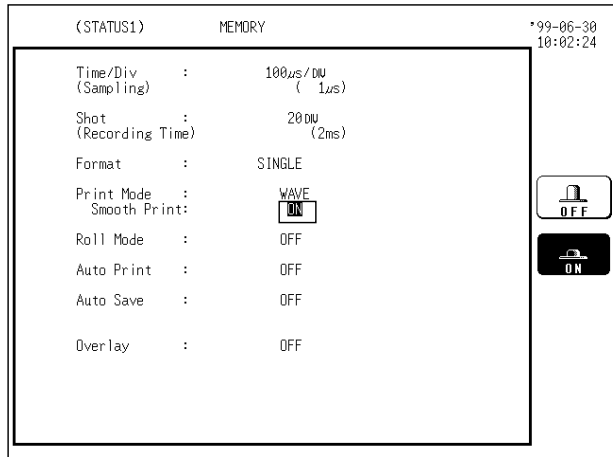 (STATUS1) MEMORY '99-06-30
10:02:24
Time/Div : 100µs/DIV
(Sampling) ( 1µs)
Shot : 20DIV
(Recording Time) (2ms)
Format : SINGLE
Print Mode : WAVE
Smooth Print: ON
Roll Mode : OFF
Auto Print : OFF
Auto Save : OFF
Overlay : OFF
OFF
ON